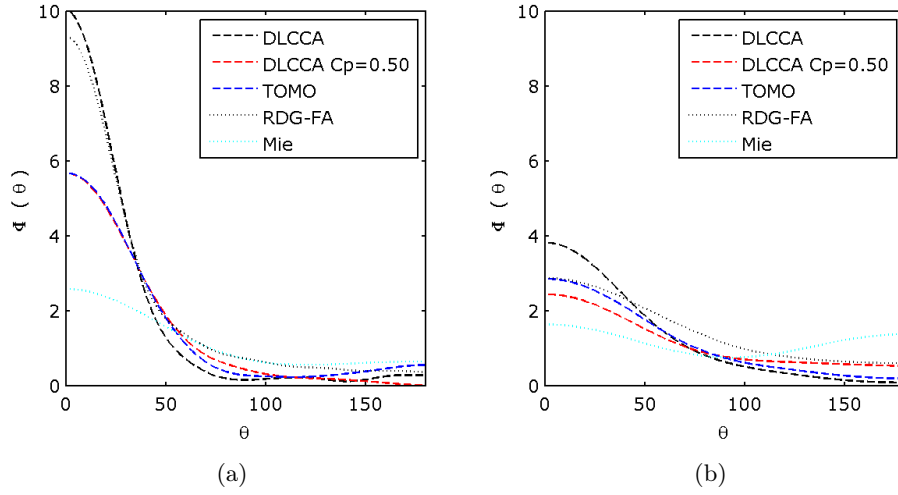 10
8
6
4
2
0
Φ ( θ )
0 50 100 150
θ
DLCCA
DLCCA Cp=0.50
TOMO
RDG-FA
Mie
(a)
10
8
6
4
2
0
Φ ( θ )
0 50 100 150
θ
DLCCA
DLCCA Cp=0.50
TOMO
RDG-FA
Mie
(b)